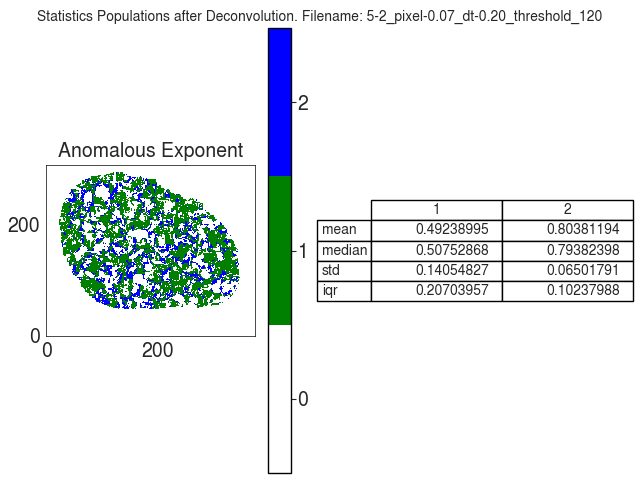 Statistics Populations after Deconvolution. Filename: 5-2_pixel-0.07_dt-0.20_threshold_120
Anomalous Exponent
200
0
0 200
2
1
0
1 2
mean 0.49238995 0.80381194
median 0.50752868 0.79382398
std 0.14054827 0.06501791
iqr 0.20703957 0.10237988